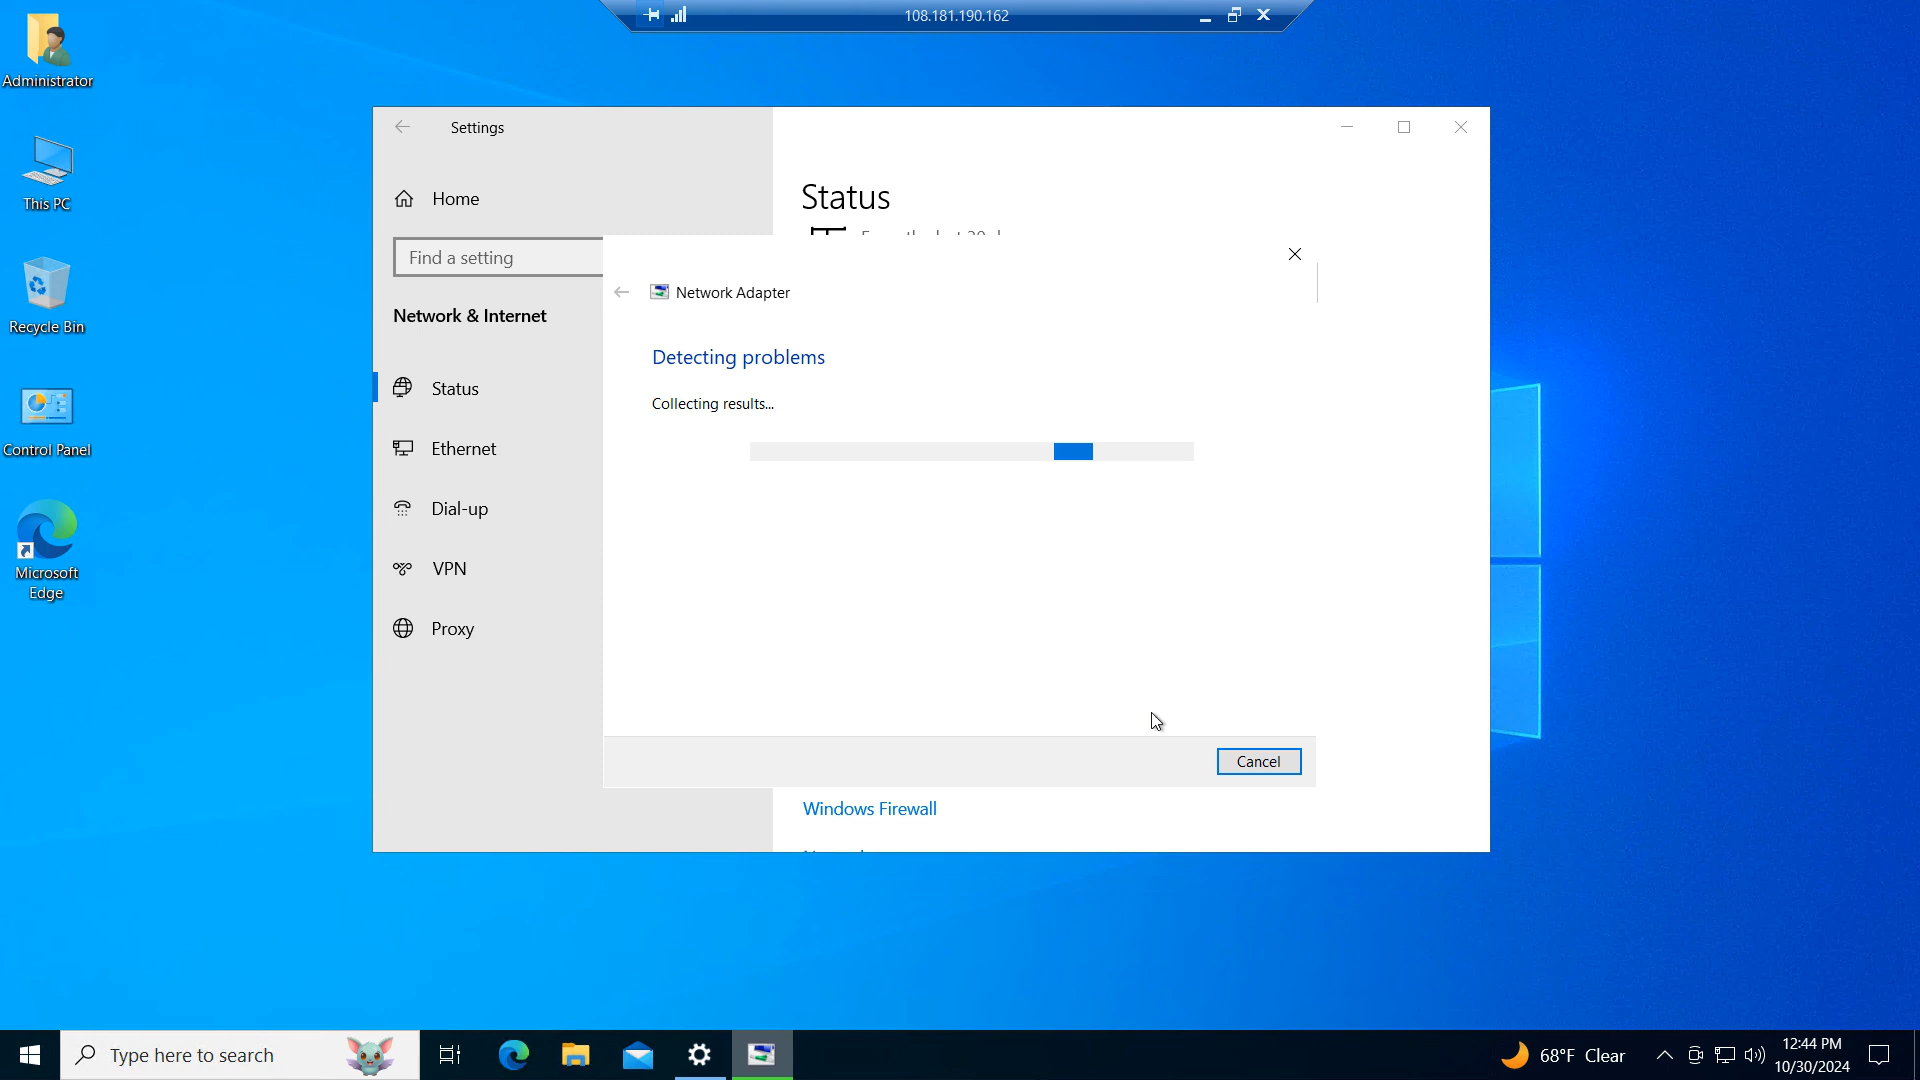 108.181.190.162
Administrator
This PC
Recycle Bin
Control Panel
Microsoft
Edge
Settings
Home
Find a setting
Network & Internet
Status
Ethernet
Dial-up
VPN
Proxy
Status
Network Adapter
Detecting problems
Collecting results...
Cancel
Windows Firewall
Type here to search
68°F Clear
12:44 PM
10/30/2024